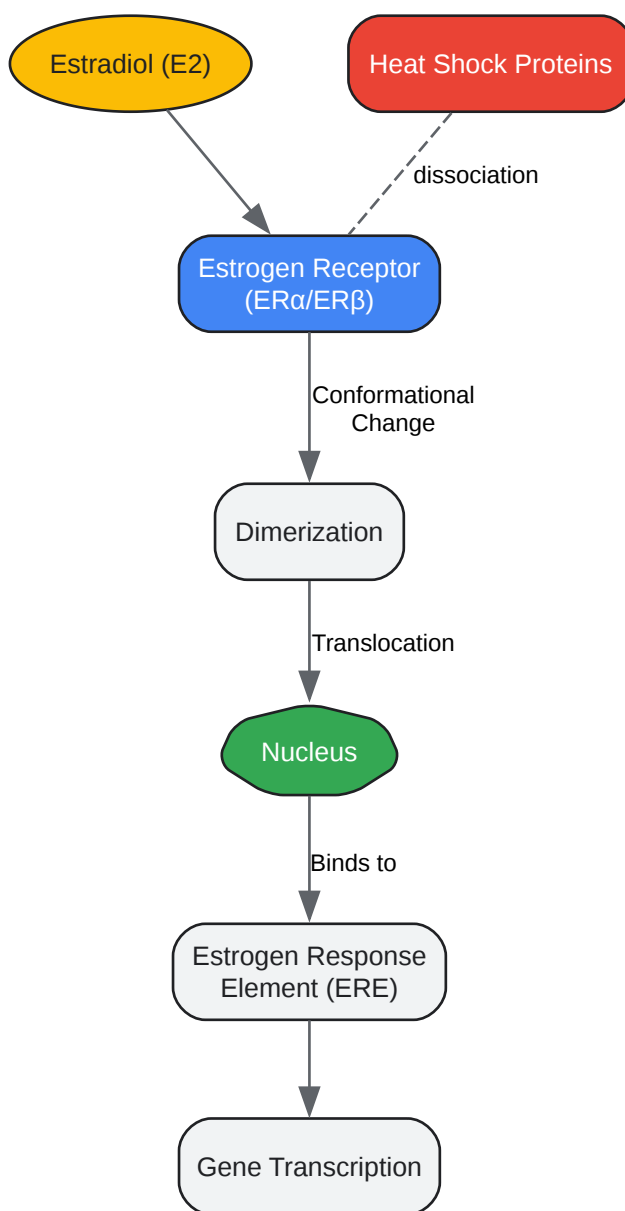 Estradiol (E2)
Heat Shock Proteins
dissociation
Estrogen Receptor
(ERα/ERβ)
Conformational
Change
Dimerization
Translocation
Nucleus
Binds to
Estrogen Response
Element (ERE)
Gene Transcription